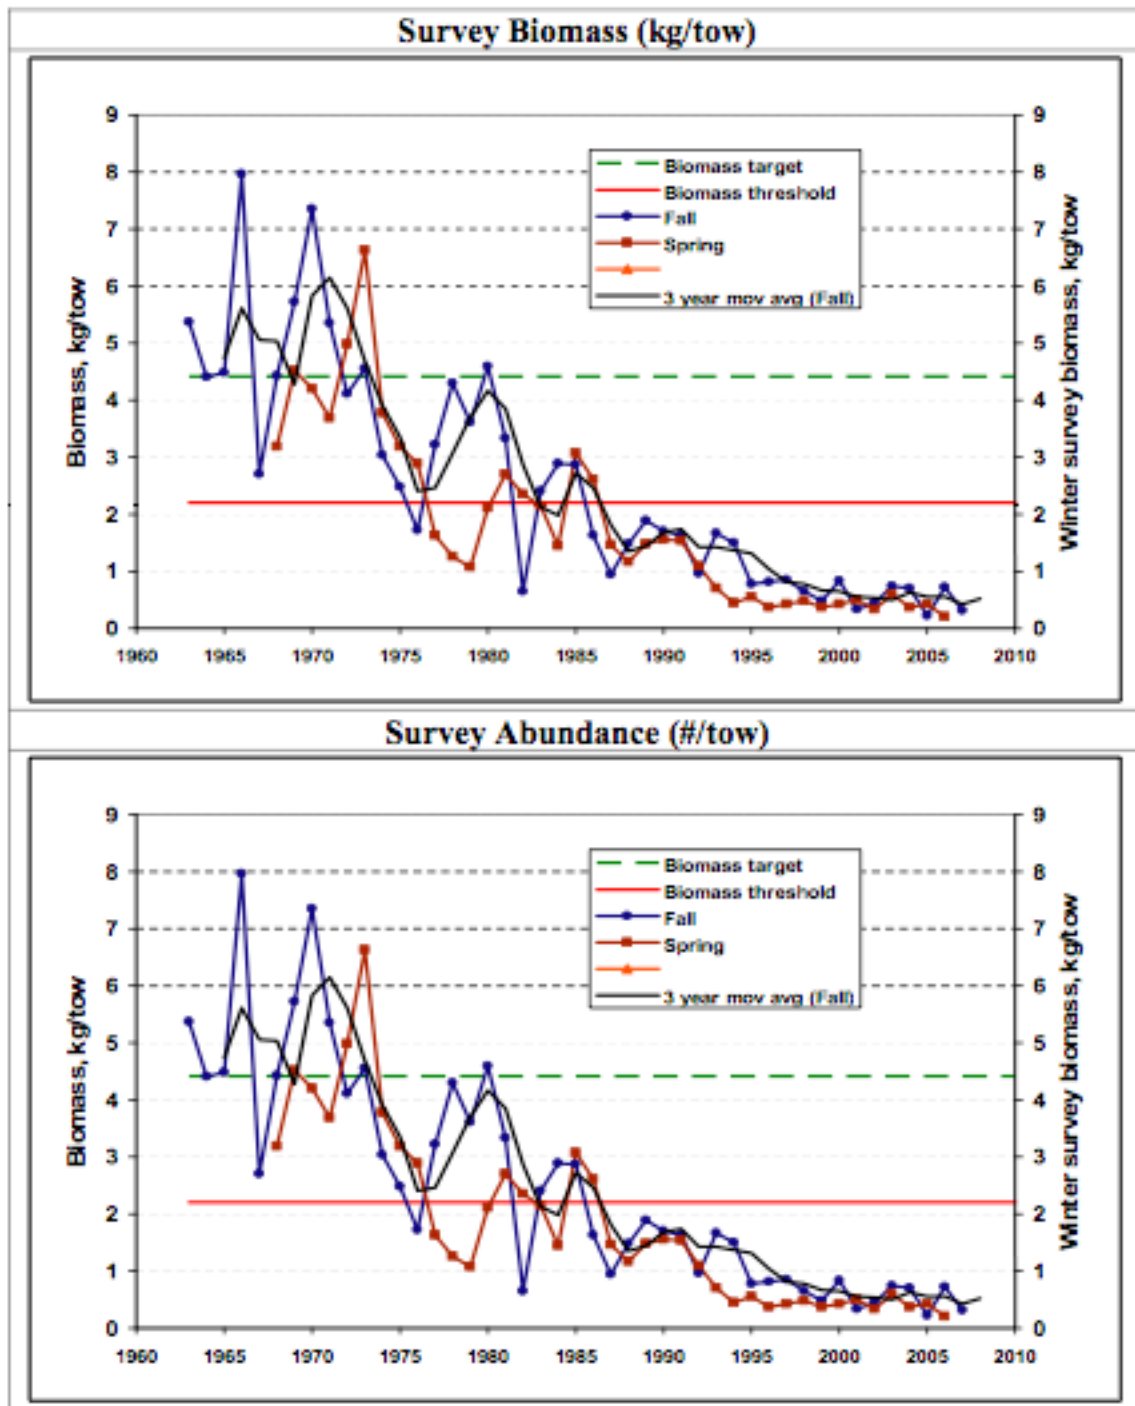 Survey Biomass (kg/tow)
9
8
7
6
5
4
3
2
1
0
Biomass, kg/tow
Biomass target
Biomass threshold
Fall
Spring
3 year mov avg (Fall)
9
8
7
6
5
4
3
2
1
0
Winter survey biomass, kg/tow
1960 1965 1970 1975 1980 1985 1990 1995 2000 2005 2010
Survey Abundance (#/tow)
9
8
7
6
5
4
3
2
1
0
Biomass, kg/tow
Biomass target
Biomass threshold
Fall
Spring
3 year mov avg (Fall)
9
8
7
6
5
4
3
2
1
0
Winter survey biomass, kg/tow
1960 1965 1970 1975 1980 1985 1990 1995 2000 2005 2010